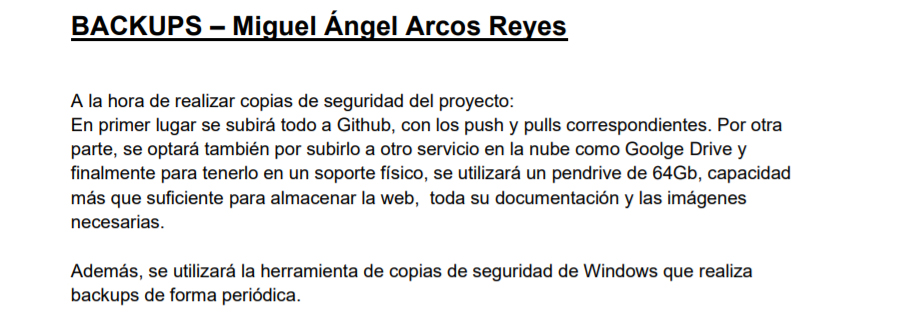 BACKUPS – Miguel Ángel Arcos Reyes
A la hora de realizar copias de seguridad del proyecto:
En primer lugar se subirá todo a Github, con los push y pulls correspondientes. Por otra
parte, se optará también por subirlo a otro servicio en la nube como Goolge Drive y
finalmente para tenerlo en un soporte físico, se utilizará un pendrive de 64Gb, capacidad
más que suficiente para almacenar la web,  toda su documentación y las imágenes
necesarias.
Además, se utilizará la herramienta de copias de seguridad de Windows que realiza
backups de forma periódica.